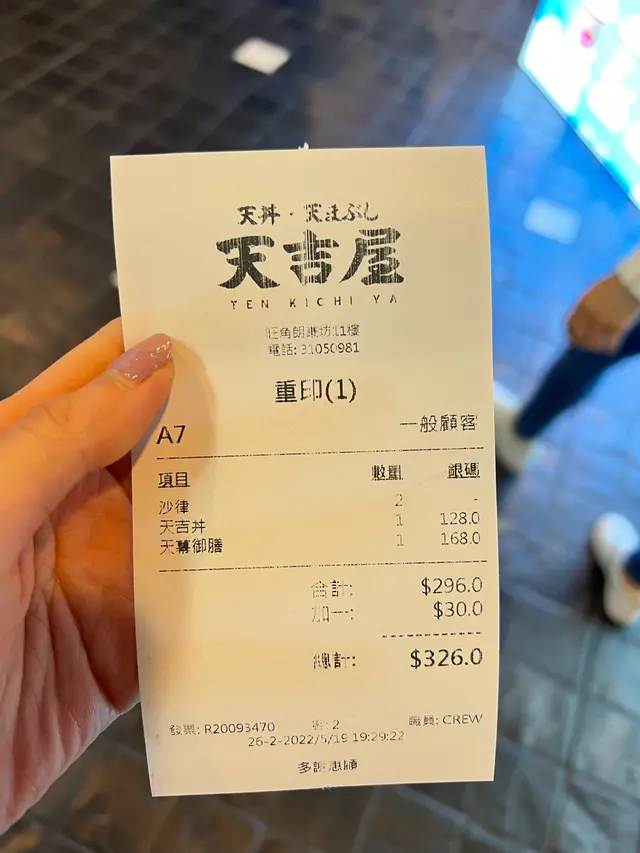 天丼・天まぶし
天吉屋
TEN KICHI YA
旺角朗豪坊11樓
電話: 31050981
重印(1)
A7 一般顧客
項目 數量 銀碼
沙律 2 -
天吉丼 1 128.0
天幕御膳 1 168.0
合計: $296.0
加一: $30.0
總計: $326.0
發票: R20093470 : 2 職員: CREW
26-2-2022/ /19 19:29:22
多謝惠顧